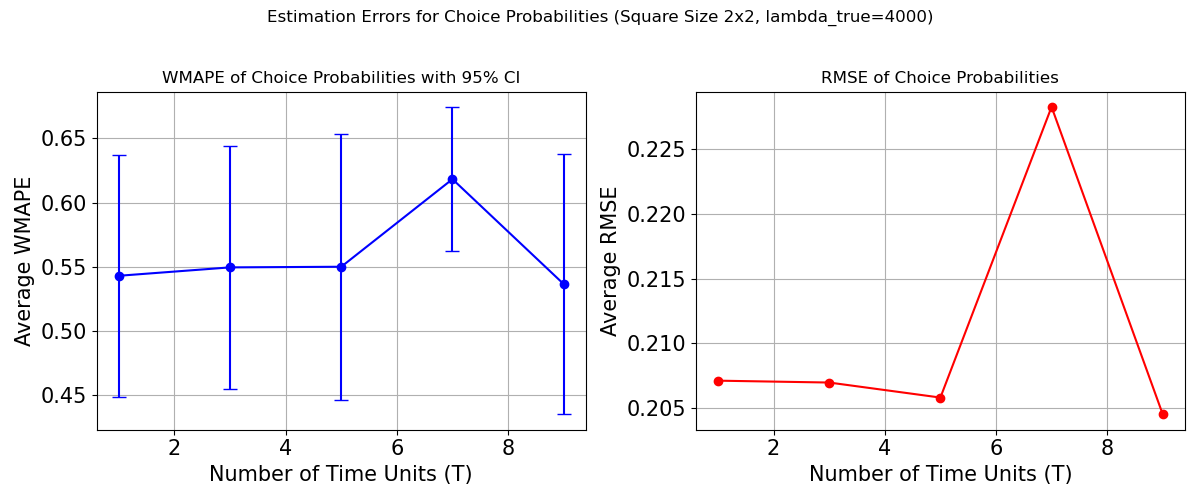 Estimation Errors for Choice Probabilities (Square Size 2x2, lambda_true=4000)
WMAPE of Choice Probabilities with 95% CI
Average WMAPE
0.65
0.60
0.55
0.50
0.45
2 4 6 8
Number of Time Units (T)
RMSE of Choice Probabilities
Average RMSE
0.225
0.220
0.215
0.210
0.205
2 4 6 8
Number of Time Units (T)